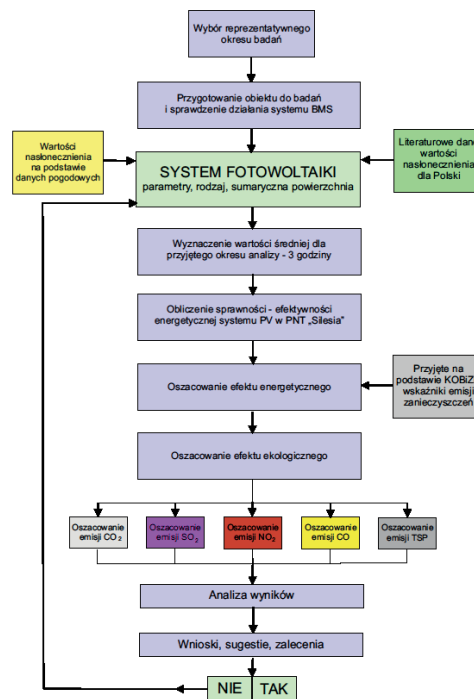 Wybór reprezentatywnego
okresu badań
Przygotowanie obiektu do badań
i sprawdzenie działania systemu BMS
Wartości
nasłonecznienia
na podstawie
danych pogodowych
SYSTEM FOTOWOLTAIKI
parametry, rodzaj, sumaryczna powierzchnia
Literaturowe dane
wartości
nasłonecznienia
dla Polski
Wyznaczenie wartości średniej dla
przyjętego okresu analizy - 3 godziny
Obliczenie sprawności - efektywności
energetycznej systemu PV w PNT „Silesia”
Oszacowanie efektu energetycznego
Przyjęte na
podstawie KOBiZE
wskaźniki emisji
zanieczyszczeń
Oszacowanie efektu ekologicznego
Oszacowanie
emisji CO₂
Oszacowanie
emisji SO₂
Oszacowanie
emisji NO₂
Oszacowanie
emisji CO
Oszacowanie
emisji TSP
Analiza wyników
Wnioski, sugestie, zalecenia
NIE TAK